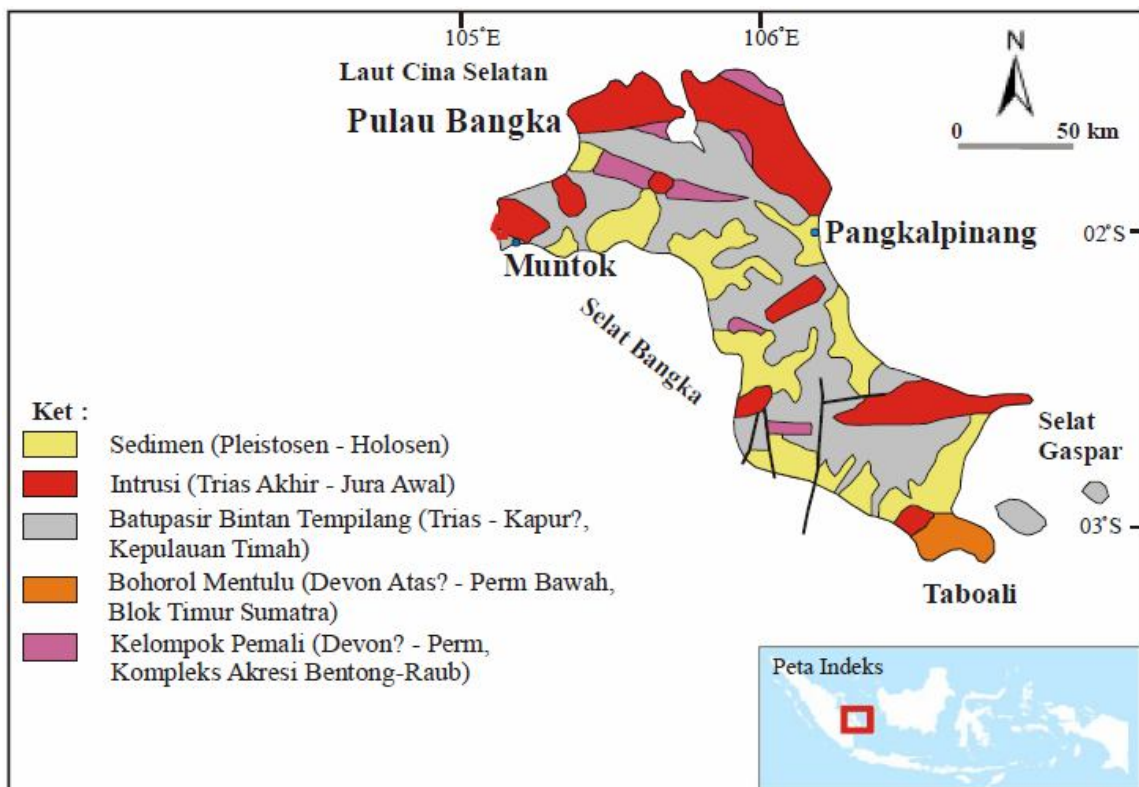 105°E
106°E
Laut Cina Selatan
N
Pulau Bangka
0
50 km
Pangkalpinang
02°S
Muntok
Selat Bangka
Ket :
Sedimen (Pleistosen - Holosen)
Selat
Gaspar
Intrusi (Trias Akhir - Jura Awal)
Batupasir Bintan Tempilang (Trias - Kapur?,
Kepulauan Timah)
03°S
Bohorol Mentulu (Devon Atas? - Perm Bawah,
Blok Timur Sumatra)
Taboali
Kelompok Pemali (Devon? - Perm,
Kompleks Akresi Bentong-Raub)
Peta Indeks